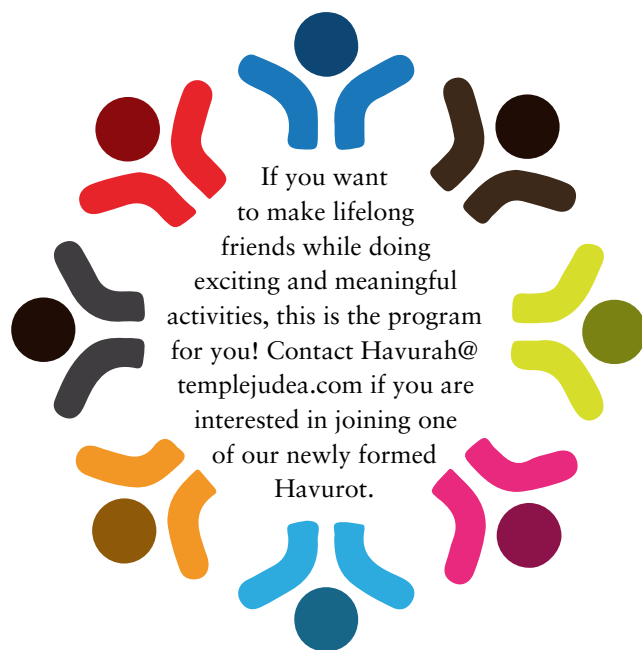 If you want
to make lifelong
friends while doing
exciting and meaningful
activities, this is the program
for you! Contact Havurah@
templejudea.com if you are
interested in joining one
of our newly formed
Havurot.